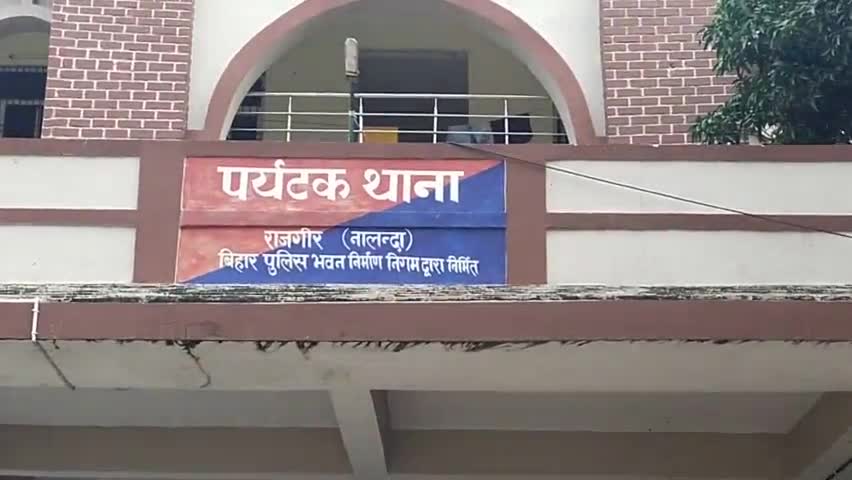 पर्यटक थाना
राजगीर (नालन्दा)
बिहार पुलिस भवन निर्माण निगम द्वारा निर्मित